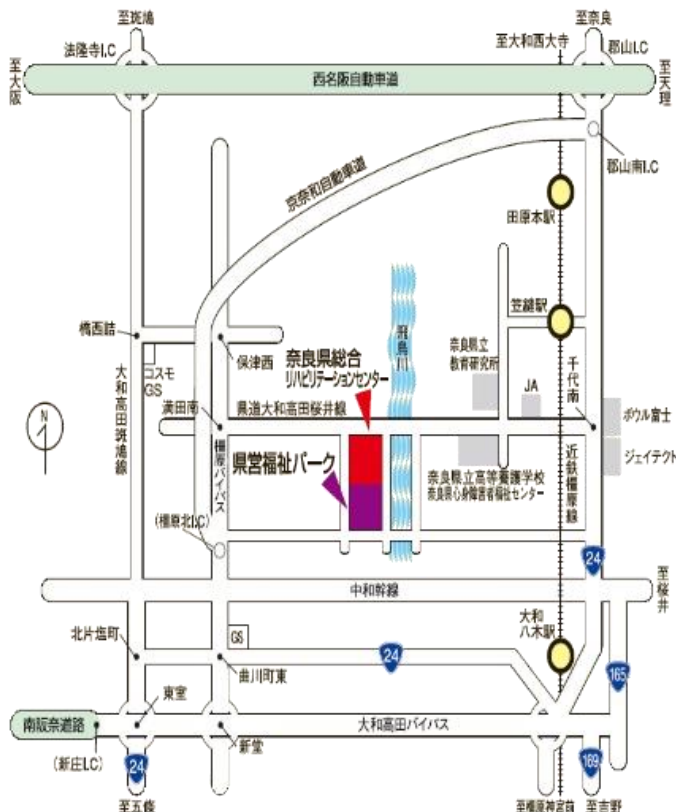 至斑鳩
至奈良
法隆寺I.C
至大和西大寺
郡山I.C
至大阪
西名阪自動車道
至天理
京奈和自動車道
郡山南I.C
田原本駅
飛鳥川
笠縫駅
橋西詰
保津西
奈良県立
教育研究所
コスモ
GS
奈良県総合
リハビリテーションセンター
大和高田斑鳩線
千代南
JA
満田南
県道大和高田桜井線
ボウル富士
N
橿原バイパス
県営福祉パーク
近鉄橿原線
ジェイテクト
奈良県立高等養護学校
奈良県心身障害者福祉センター
(橿原北I.C)
24
至桜井
中和幹線
北片塩町
GS
大和
八木駅
24
165
曲川町東
東室
南阪奈道路
大和高田バイパス
(新庄I.C)
24
新堂
169
至五條
至橿原神宮前
至吉野